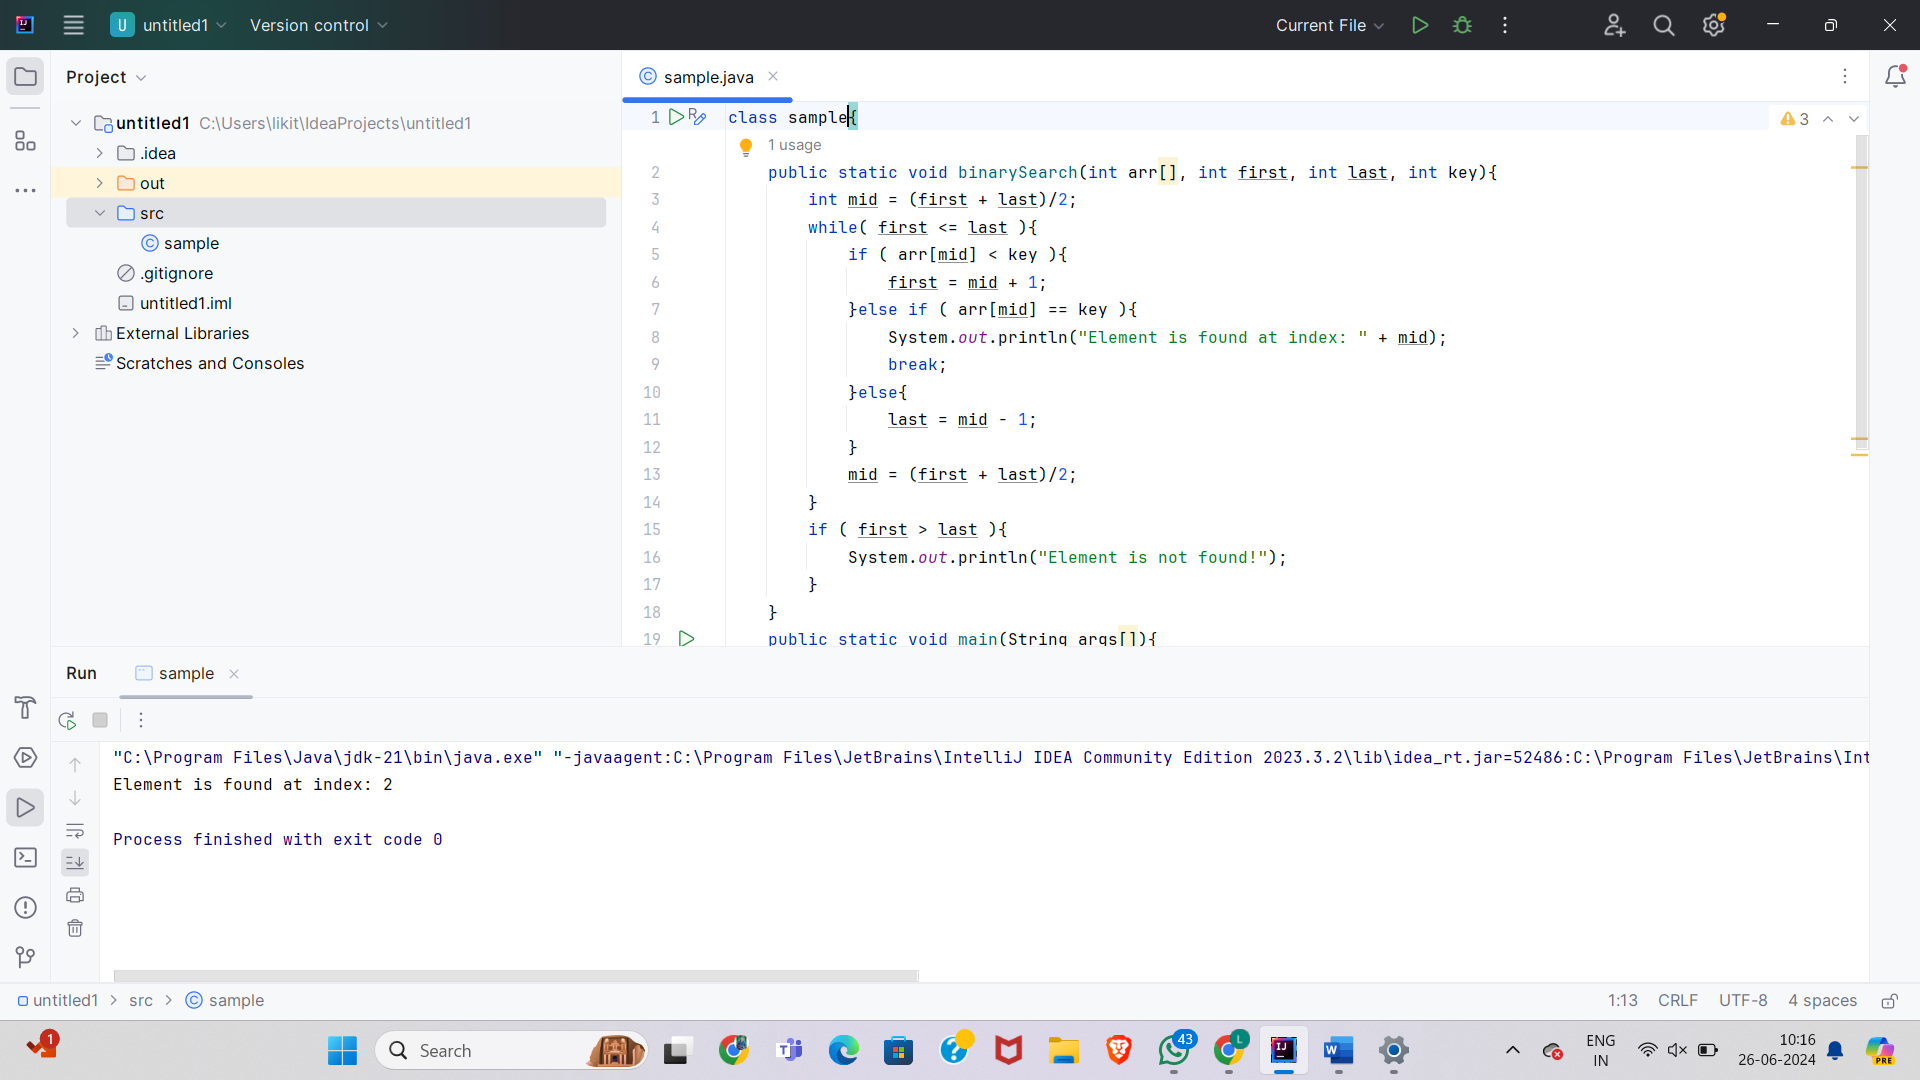 untitled1
Version control
Current File
Project
untitled1 C:\Users\likit\IdeaProjects\untitled1
.idea
out
src
sample
.gitignore
untitled1.iml
External Libraries
Scratches and Consoles
sample.java
3
1 class sample{
1 usage
2 public static void binarySearch(int arr[], int first, int last, int key){
3 int mid = (first + last)/2;
4 while( first <= last ){
5 if ( arr[mid] < key ){
6 first = mid + 1;
7 }else if ( arr[mid] == key ){
8 System.out.println("Element is found at index: " + mid);
9 break;
10 }else{
11 last = mid - 1;
12 }
13 mid = (first + last)/2;
14 }
15 if ( first > last ){
16 System.out.println("Element is not found!");
17 }
18 }
19 public static void main(String args[]){
Run sample
"C:\Program Files\Java\jdk-21\bin\java.exe" "-javaagent:C:\Program Files\JetBrains\IntelliJ IDEA Community Edition 2023.3.2\lib\idea_rt.jar=52486:C:\Program Files\JetBrains\Int
Element is found at index: 2
Process finished with exit code 0
untitled1 > src > sample
1:13 CRLF UTF-8 4 spaces
1
Search
43
L
ENG
IN
10:16
26-06-2024
PRE